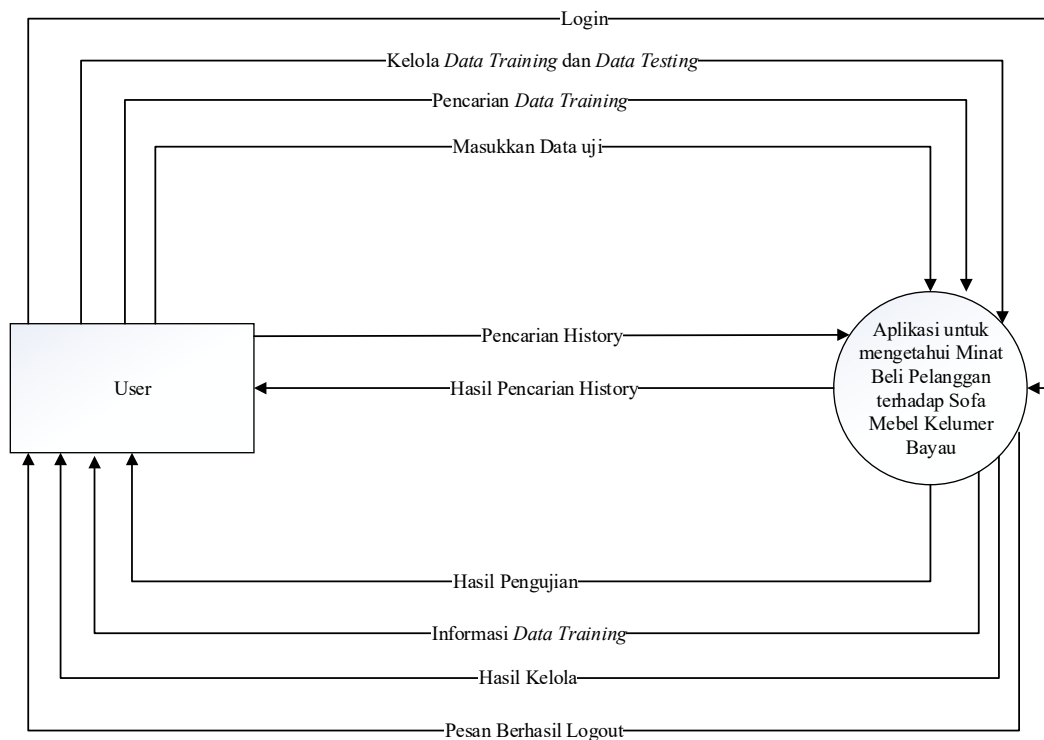 Login
Kelola Data Training dan Data Testing
Pencarian Data Training
Masukkan Data uji
Pencarian History
User
Hasil Pencarian History
Aplikasi untuk
mengetahui Minat
Beli Pelanggan
terhadap Sofa
Mebel Kelumer
Bayau
Hasil Pengujian
Informasi Data Training
Hasil Kelola
Pesan Berhasil Logout